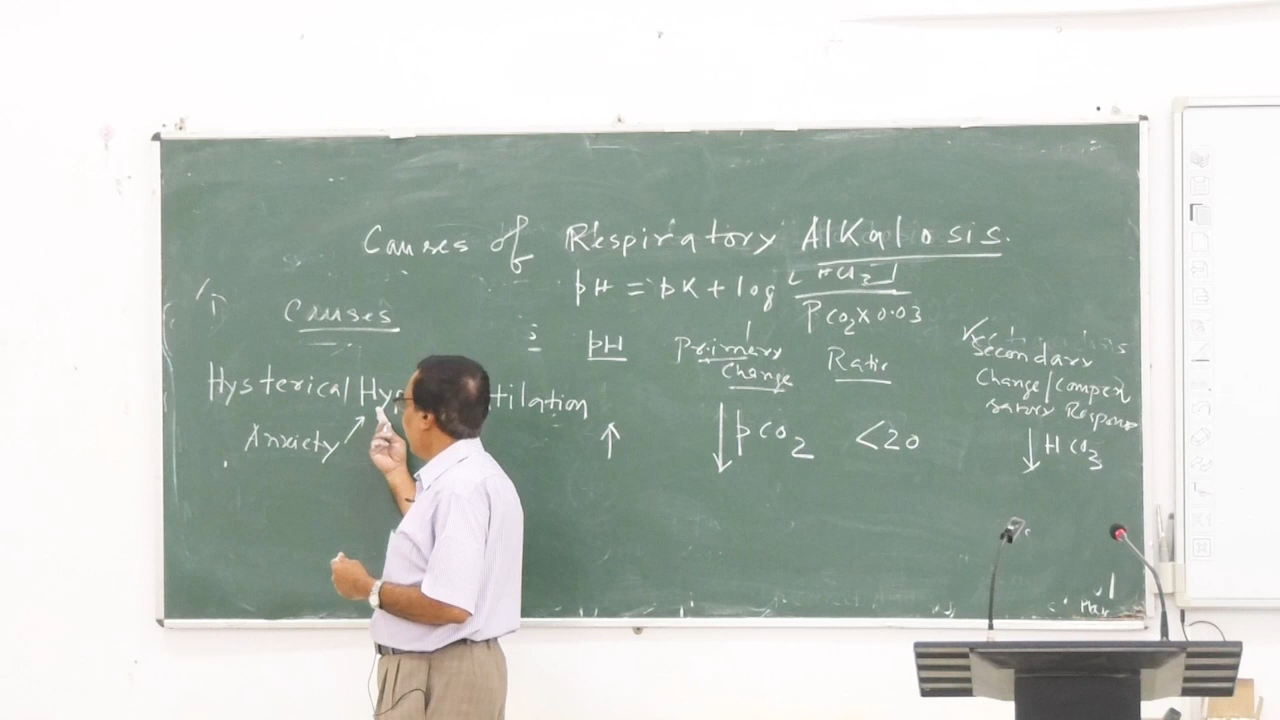 Causes of Respiratory Alkalosis.
pH = pK + log [HCO3] / PCO2 x 0.03
Causes
pH
Primary Change
Ratio
Secondary Change/Compensatory Response
Hysterical
tilation
Anxiety ↗
↑
↓ pCO2
<20
↓ HCO3